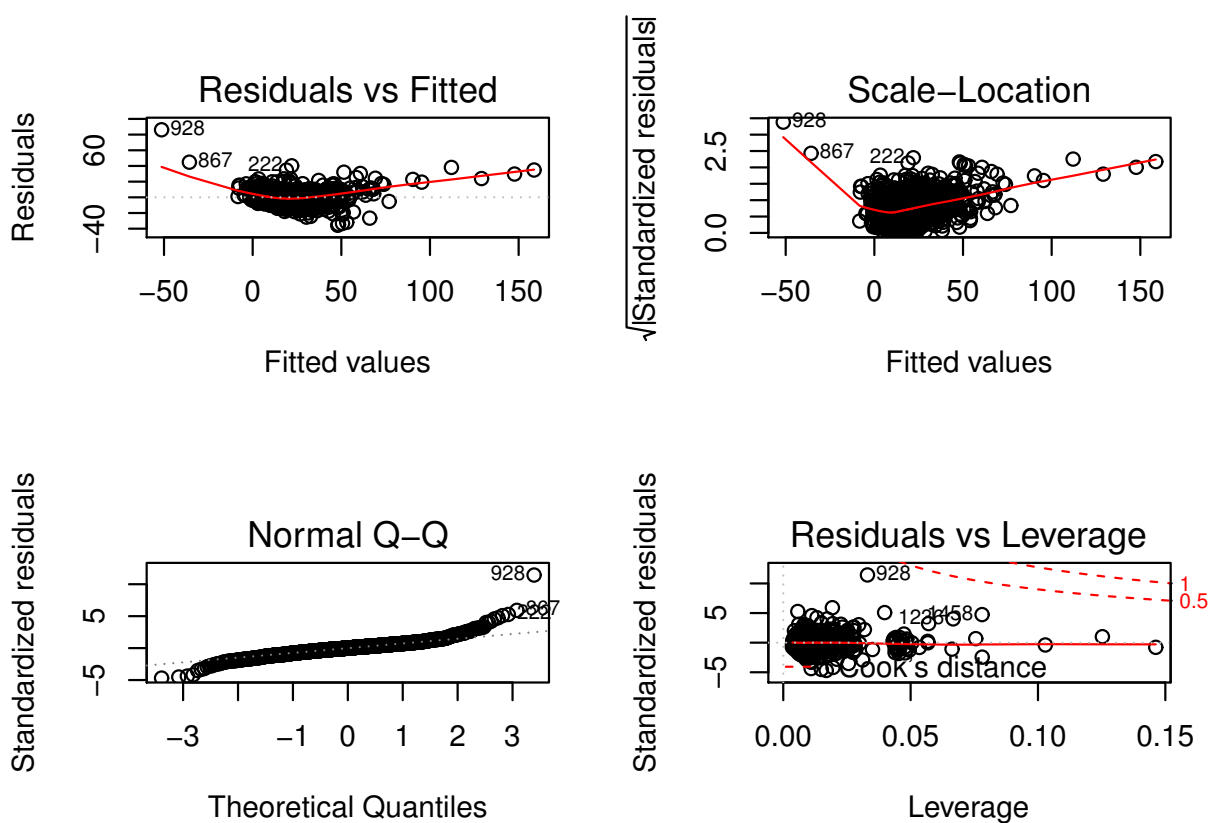 Residuals vs Fitted
Residuals
60
−40
928
867
222
−50 0 50 100 150
Fitted values
Scale−Location
√|Standardized residuals|
2.5
0.0
928
867
222
−50 0 50 100 150
Fitted values
Normal Q−Q
Standardized residuals
5
−5
928
867
222
−3 −1 0 1 2 3
Theoretical Quantiles
Residuals vs Leverage
Standardized residuals
5
−5
928
1236
1458
1
0.5
Cook's distance
0.00 0.05 0.10 0.15
Leverage